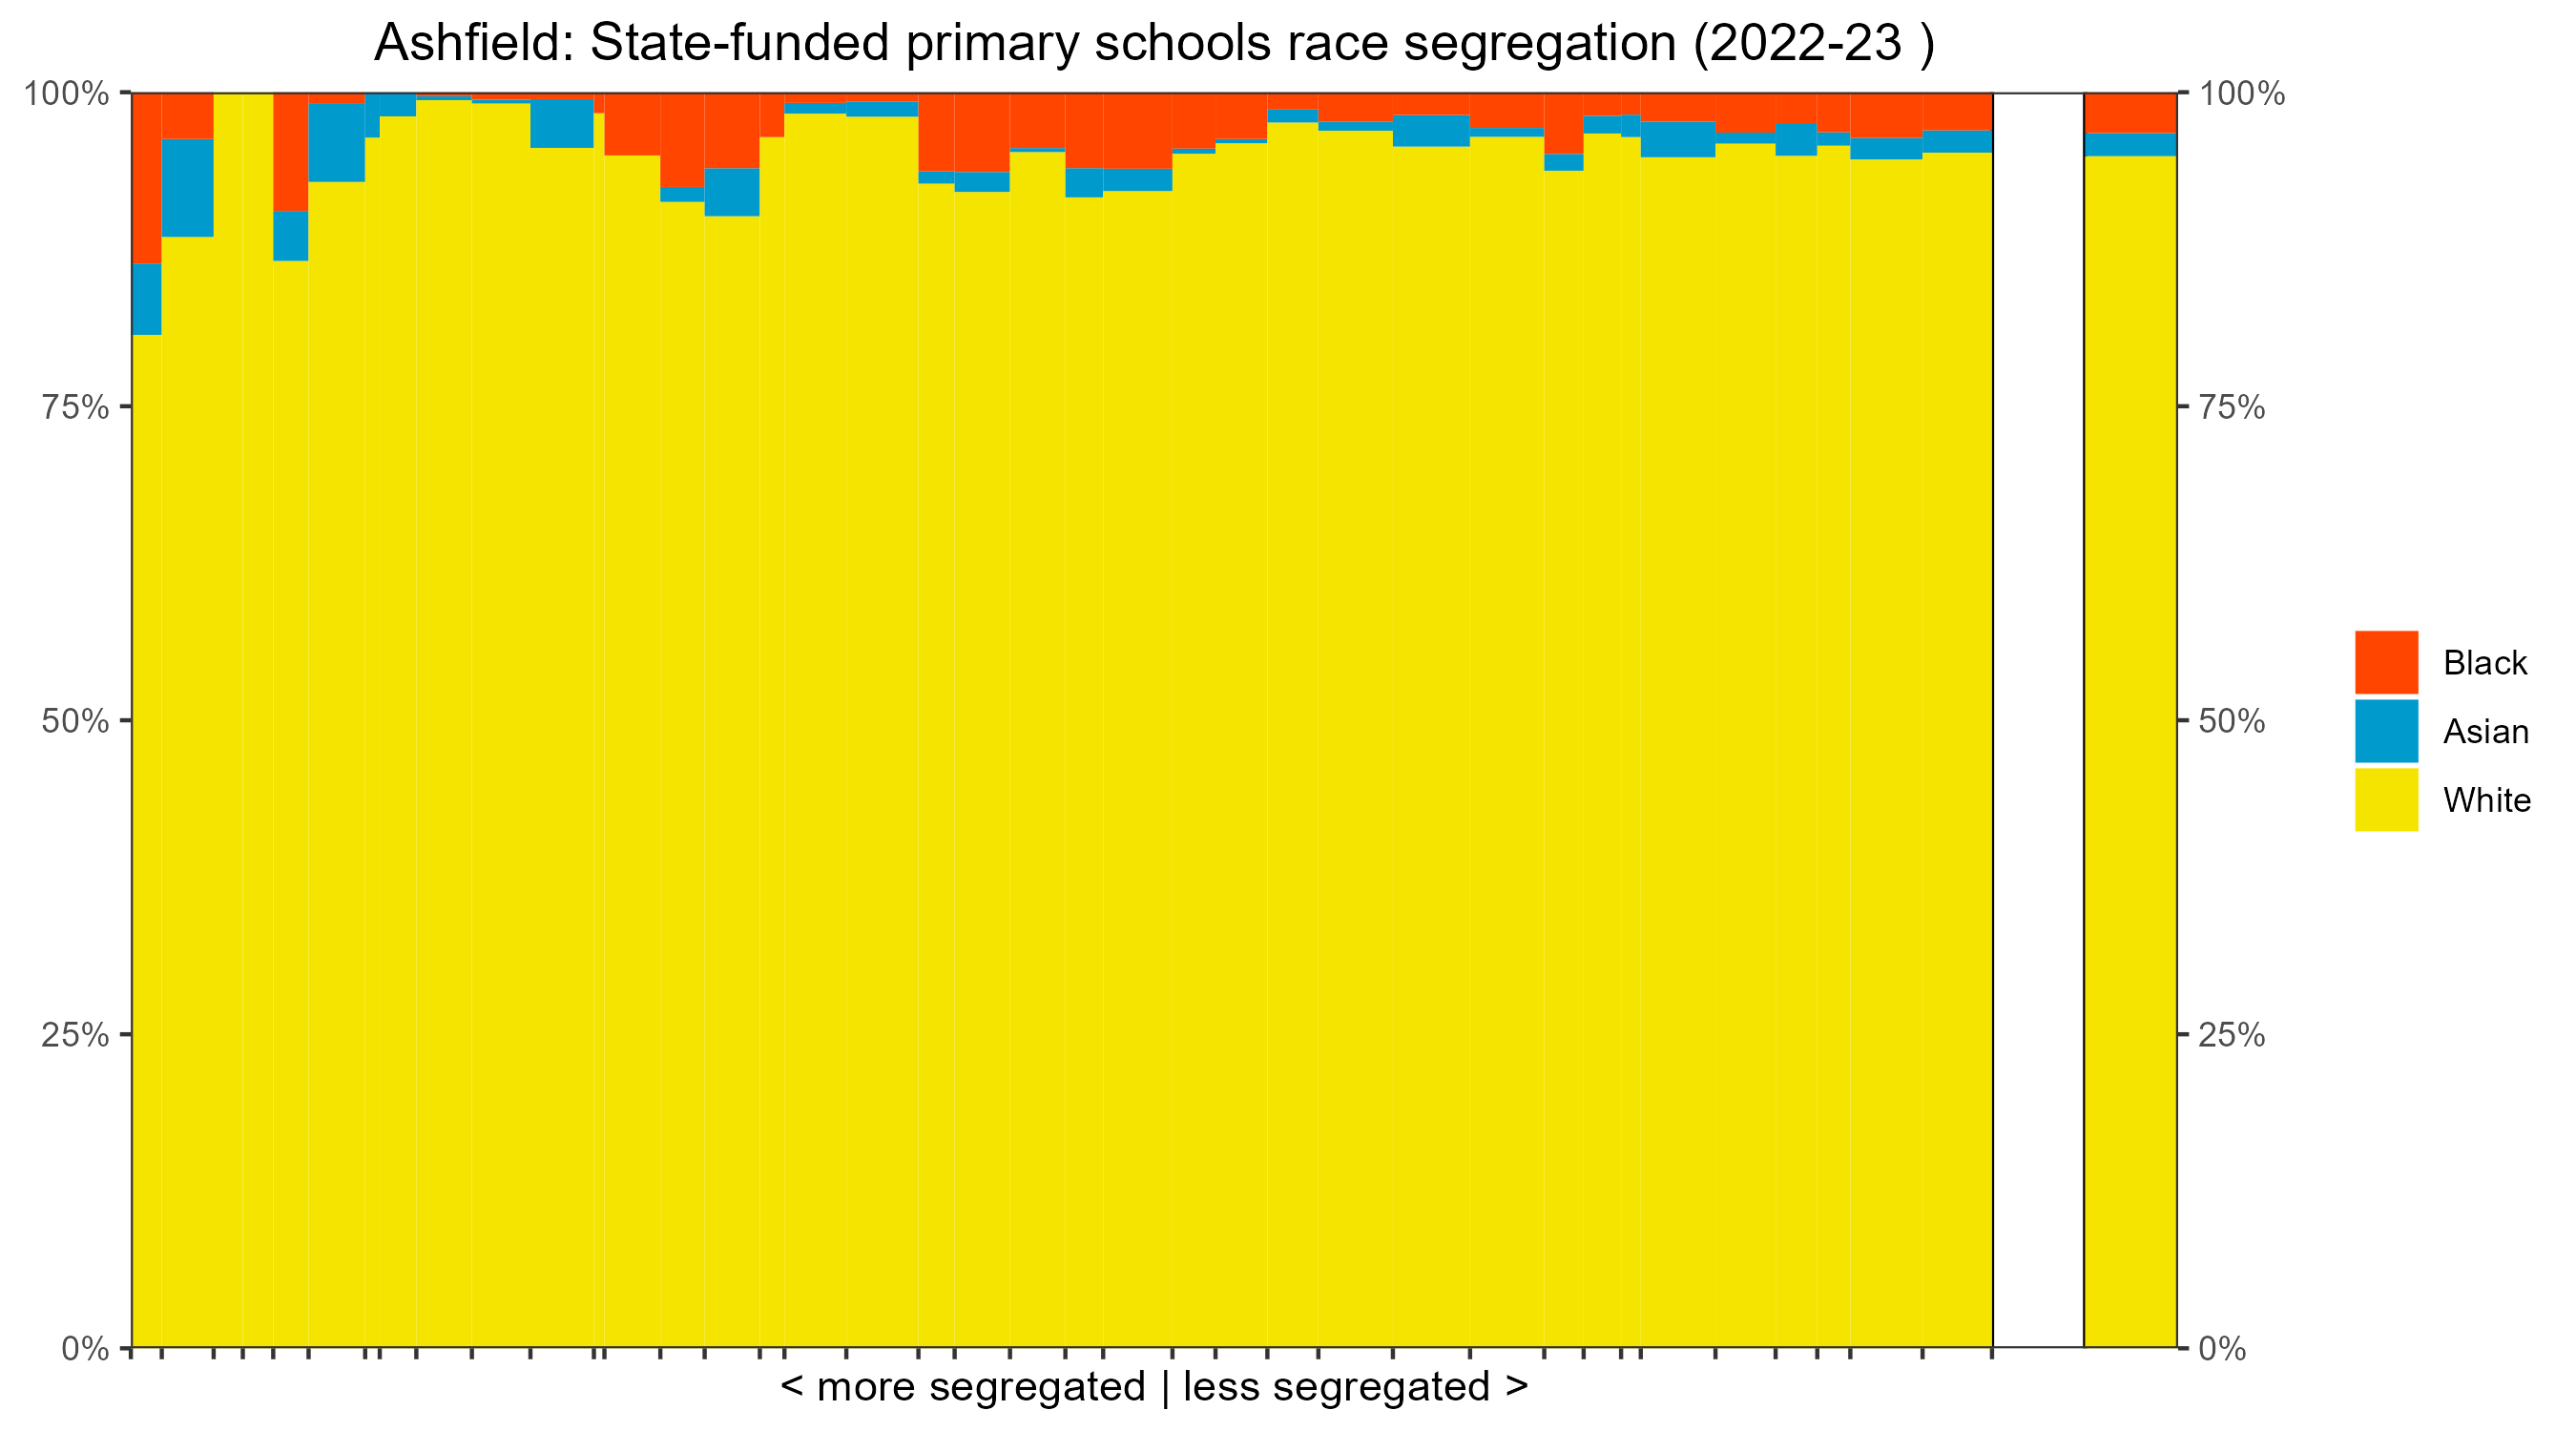 Ashfield: State-funded primary schools race segregation (2022-23 )
100%
75%
50%
25%
0%
100%
75%
50%
25%
0%
Black
Asian
White
< more segregated | less segregated >